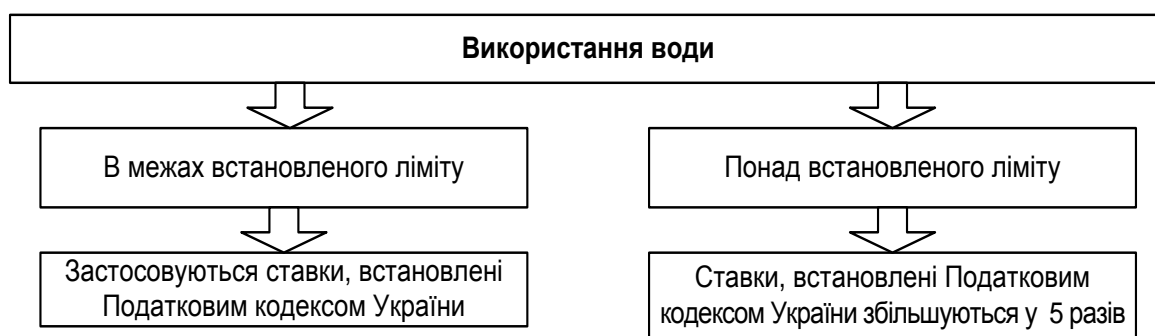 Використання води
В межах встановленого ліміту
Понад встановленого ліміту
Застосовуються ставки, встановлені
Податковим кодексом України
Ставки, встановлені Податковим
кодексом України збільшуються у 5 разів